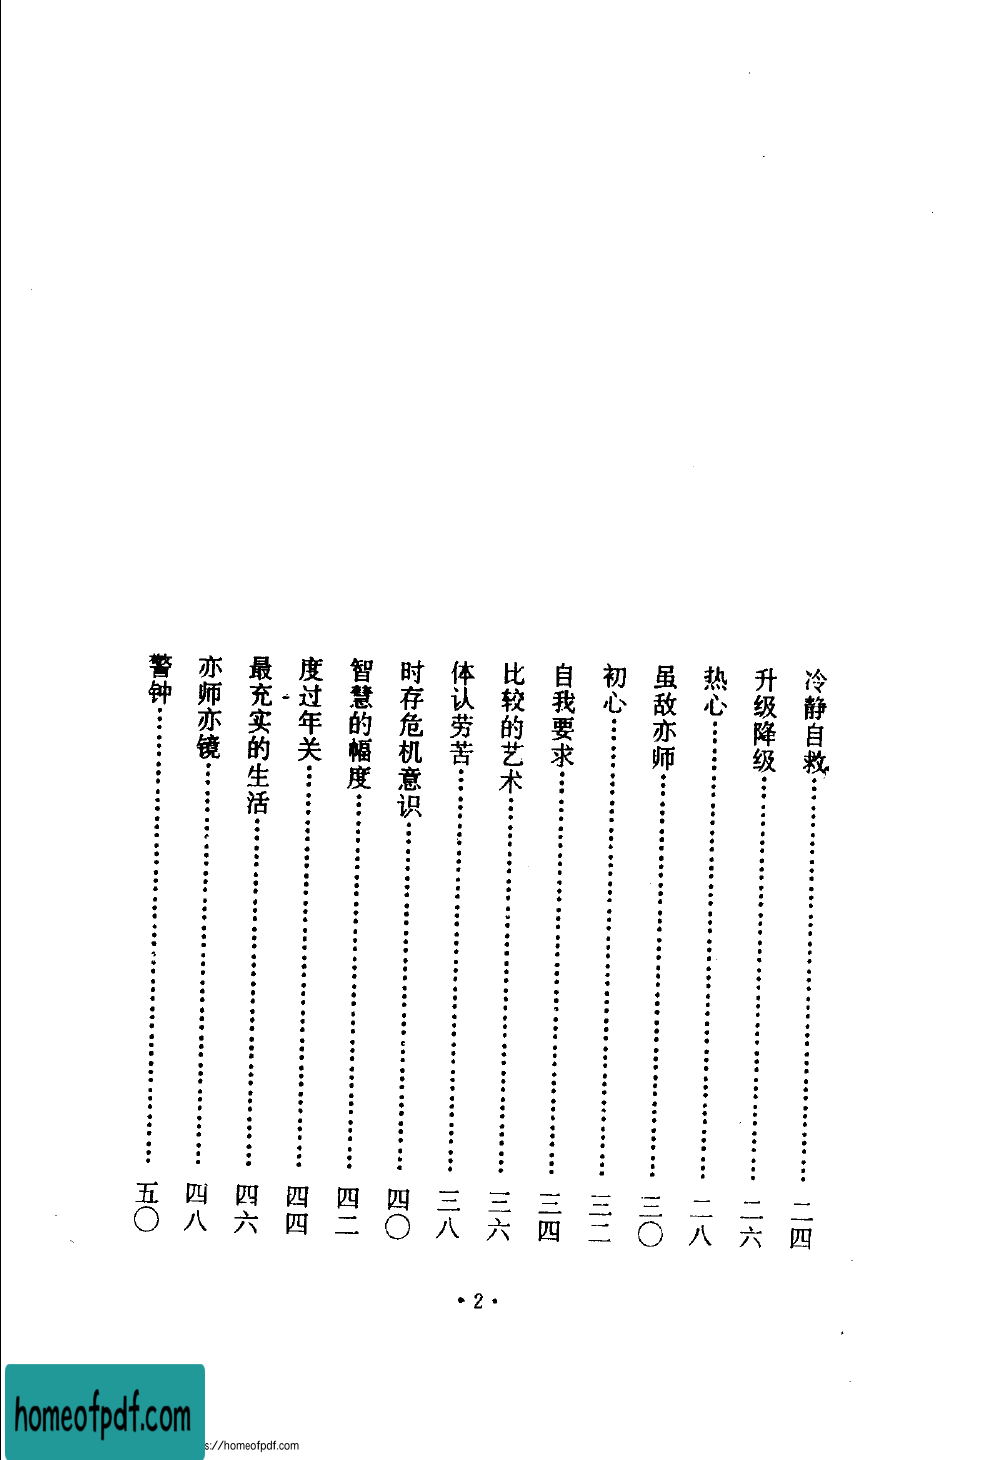 冷静自救……………………二四
升级降级……………………二六
热心……………………二八
虽敌亦师……………………三〇
初心……………………三二
自我要求……………………三四
比较的艺术……………………三六
体认劳苦……………………三八
时存危机意识……………………四〇
智慧的幅度……………………四二
度过年关……………………四四
最充实的生活……………………四六
亦师亦镜……………………四八
警钟……………………五〇
·2·
homeofpdf.com
s://homeofpdf.com